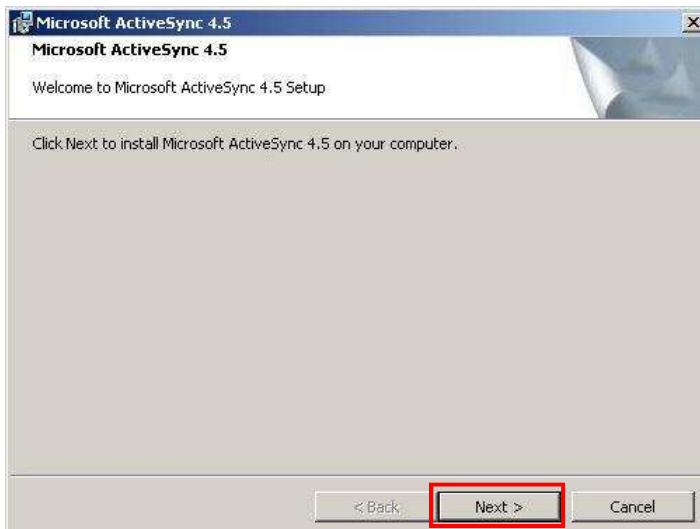 Microsoft ActiveSync 4.5
Microsoft ActiveSync 4.5
Welcome to Microsoft ActiveSync 4.5 Setup
Click Next to install Microsoft ActiveSync 4.5 on your computer.
< Back Next > Cancel